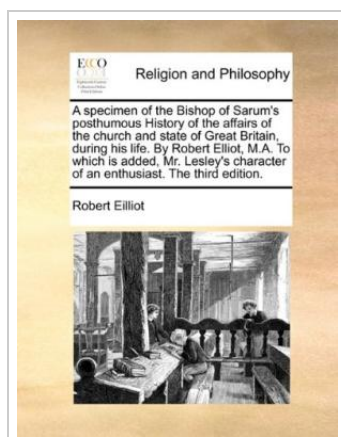 ECCO
Religion and Philosophy
A specimen of the Bishop of Sarum's
posthumous History of the affairs of
the church and state of Great Britain,
during his life. By Robert Elliot, M.A. To
which is added, Mr. Lesley's character
of an enthusiast. The third edition.
Robert Eilliot